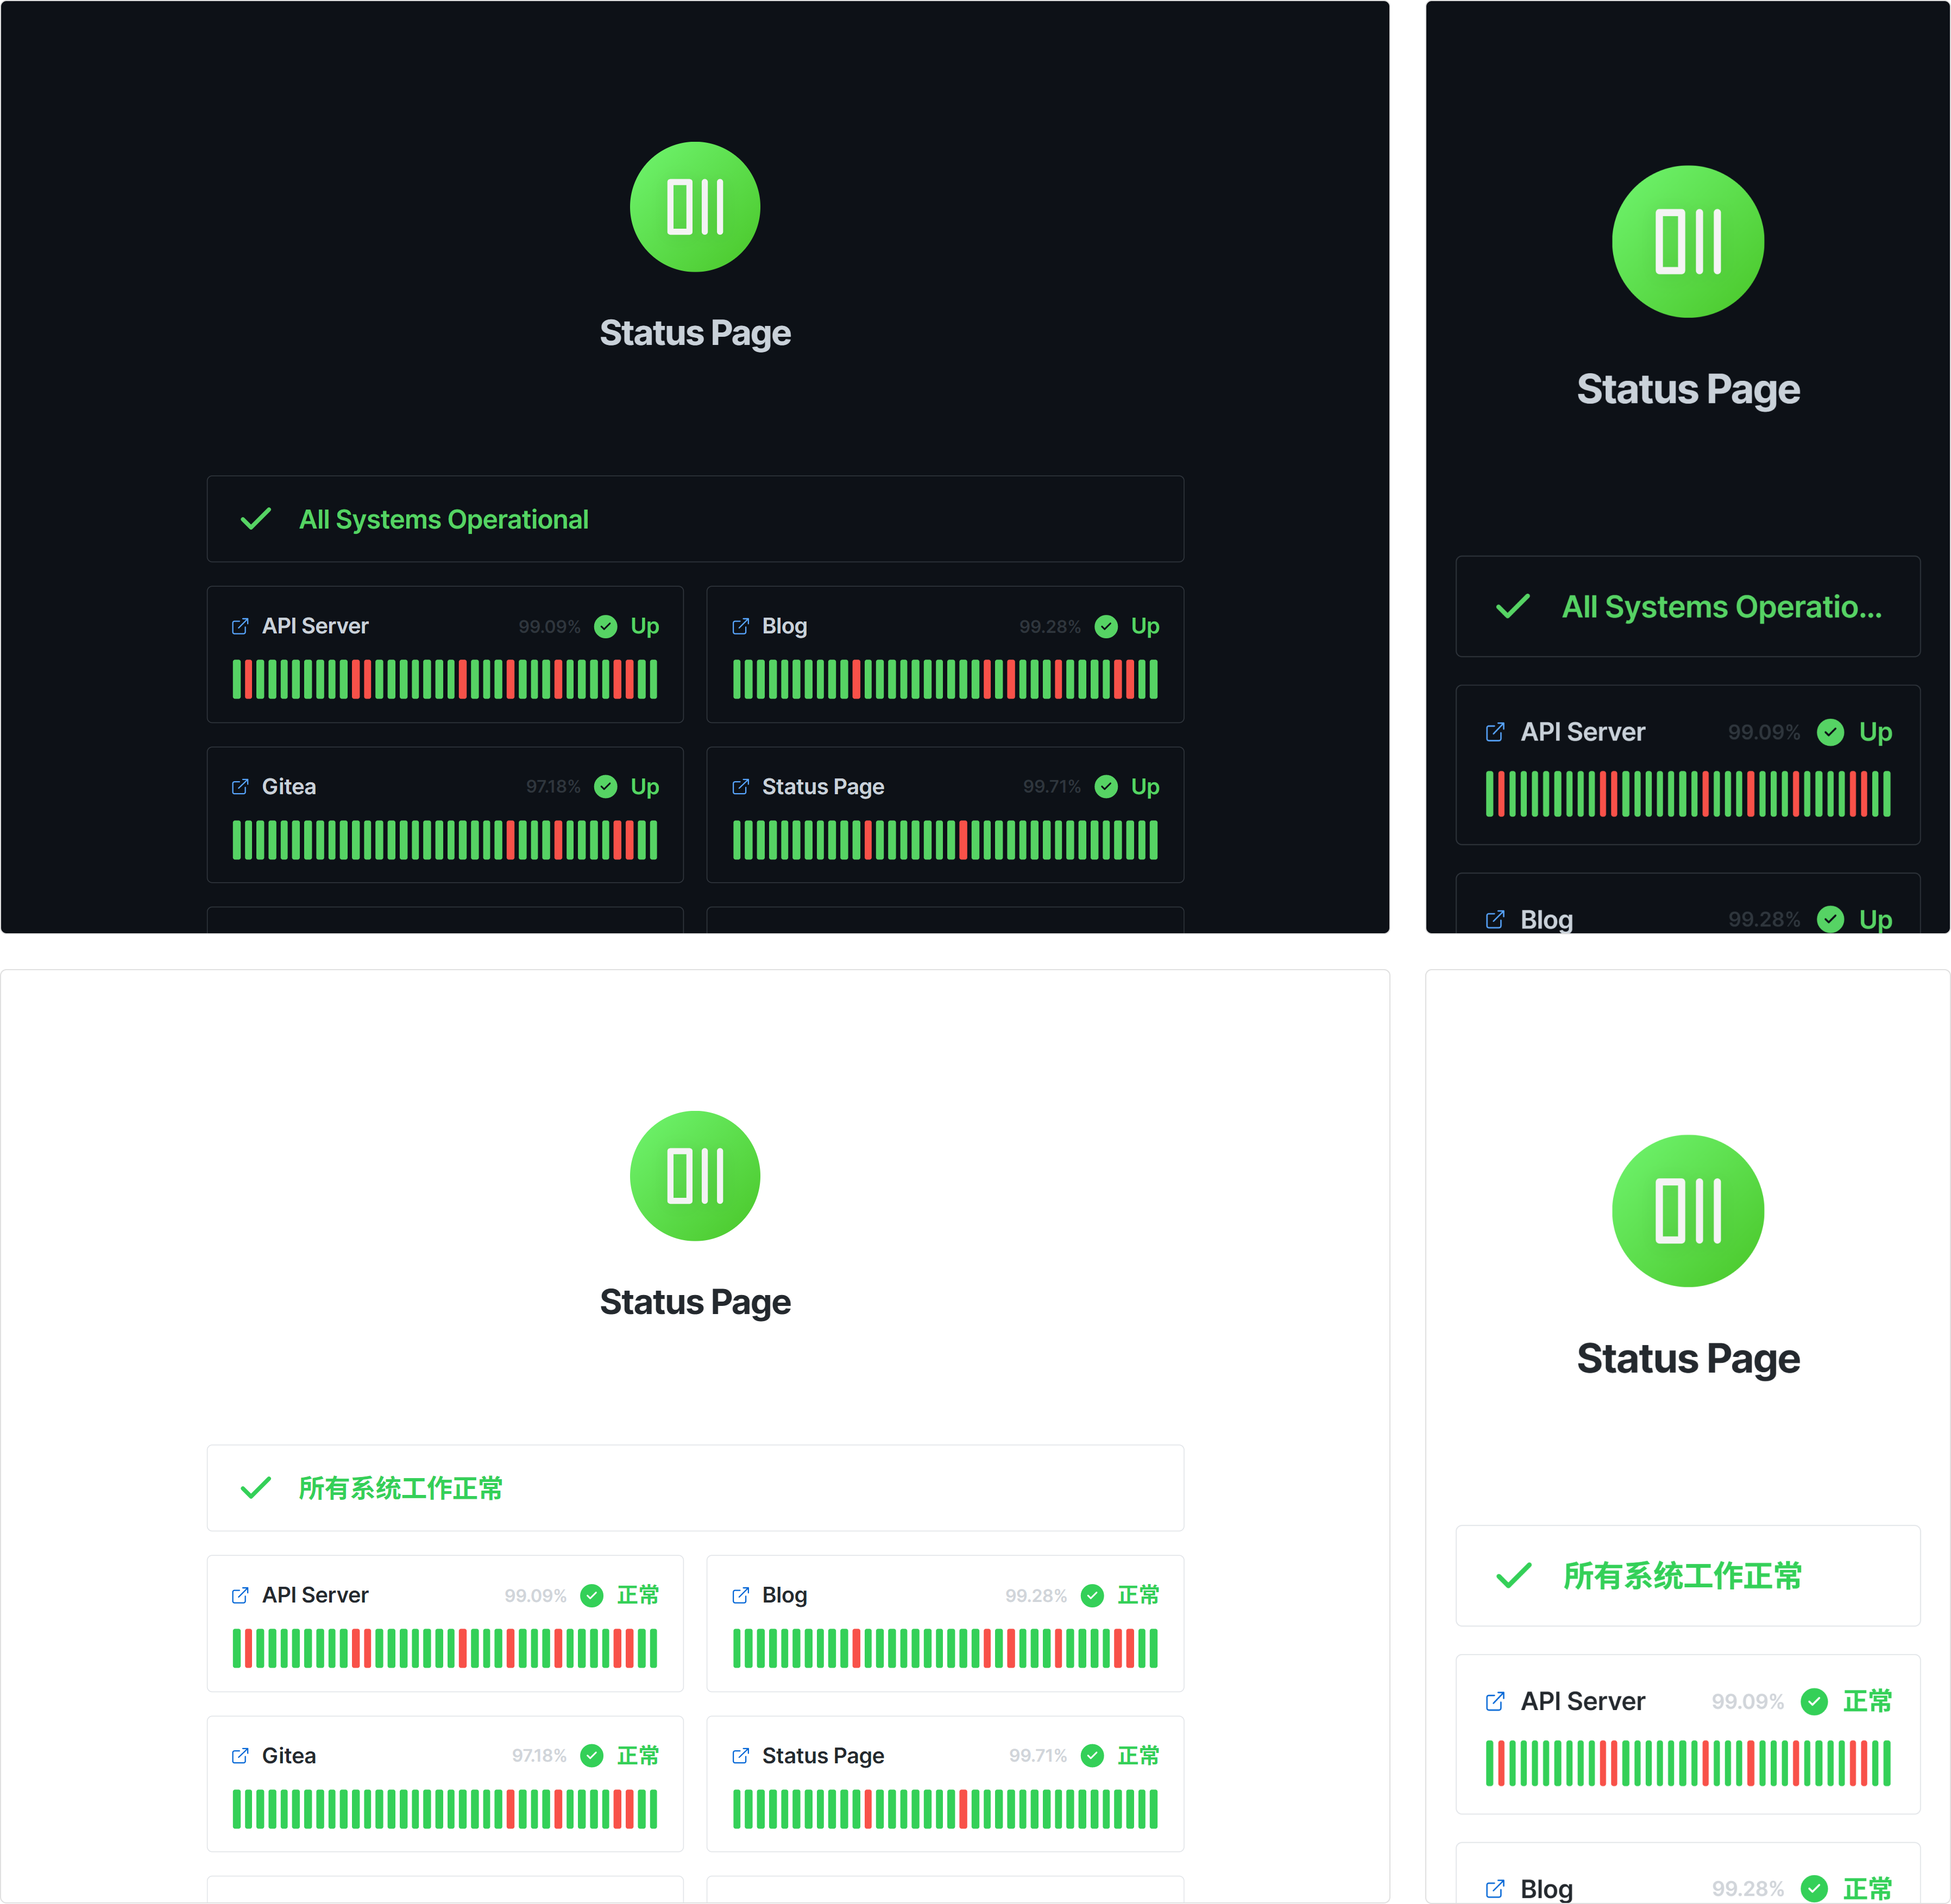 Status Page
All Systems Operational
API Server 99.09% Up
Blog 99.28% Up
Gitea 97.18% Up
Status Page 99.71% Up
Status Page
All Systems Operatio...
API Server 99.09% Up
Blog 99.28% Up
Status Page
所有系统工作正常
API Server 99.09% 正常
Blog 99.28% 正常
Gitea 97.18% 正常
Status Page 99.71% 正常
Status Page
所有系统工作正常
API Server 99.09% 正常
Blog 99.28% 正常